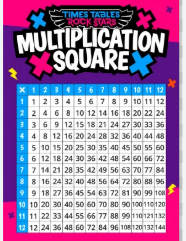 TIMES TABLES
ROCK STARS
MULTIPLICATION
SQUARE
× 1 2 3 4 5 6 7 8 9 10 11 12
1 1 2 3 4 5 6 7 8 9 10 11 12
2 2 4 6 8 10 12 14 16 18 20 22 24
3 3 6 9 12 15 18 21 24 27 30 33 36
4 4 8 12 16 20 24 28 32 36 40 44 48
5 5 10 15 20 25 30 35 40 45 50 55 60
6 6 12 18 24 30 36 42 48 54 60 66 72
7 7 14 21 28 35 42 49 56 63 70 77 84
8 8 16 24 32 40 48 56 64 72 80 88 96
9 9 18 27 36 45 54 63 72 81 90 99 108
10 10 20 30 40 50 60 70 80 90 100 110 120
11 11 22 33 44 55 66 77 88 99 110 121 132
12 12 24 36 48 60 72 84 96 108 120 132 144